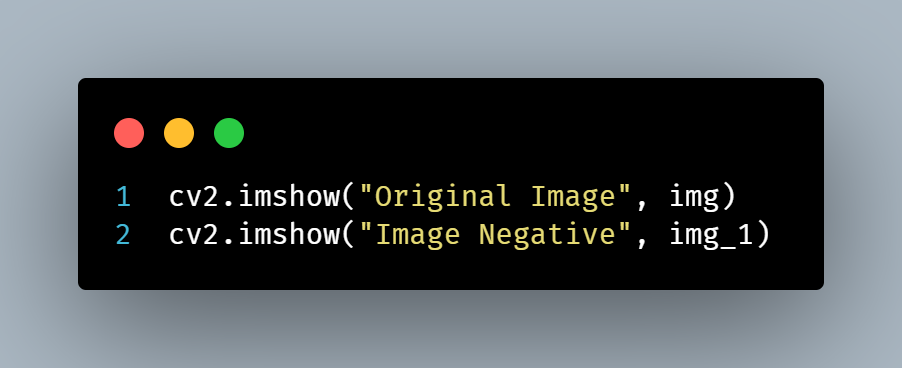 1 cv2.imshow("Original Image", img)
2 cv2.imshow("Image Negative", img_1)